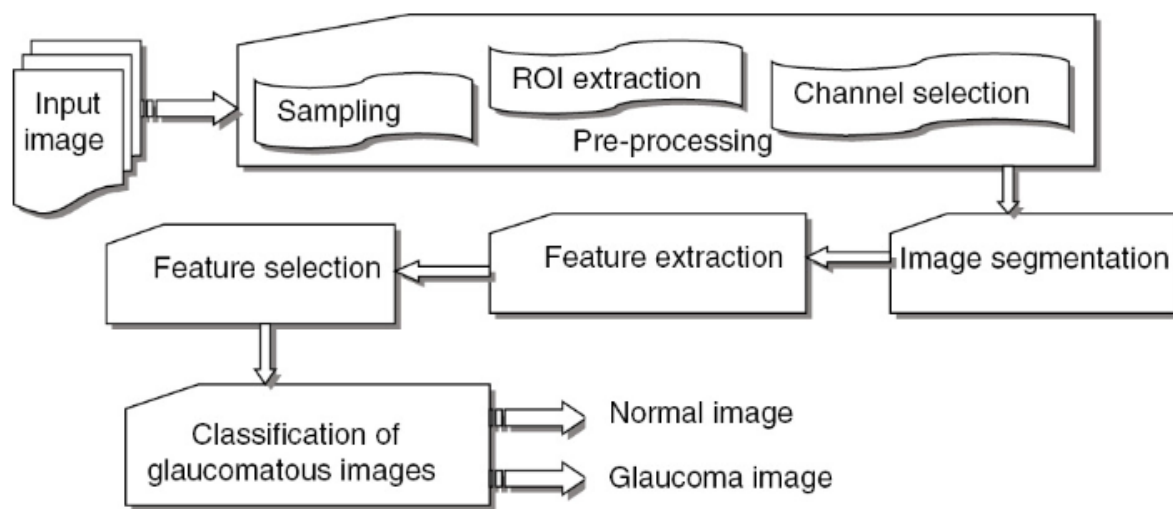 Input
image
Sampling
ROI extraction
Channel selection
Pre-processing
Image segmentation
Feature extraction
Feature selection
Classification of
glaucomatous images
Normal image
Glaucoma image